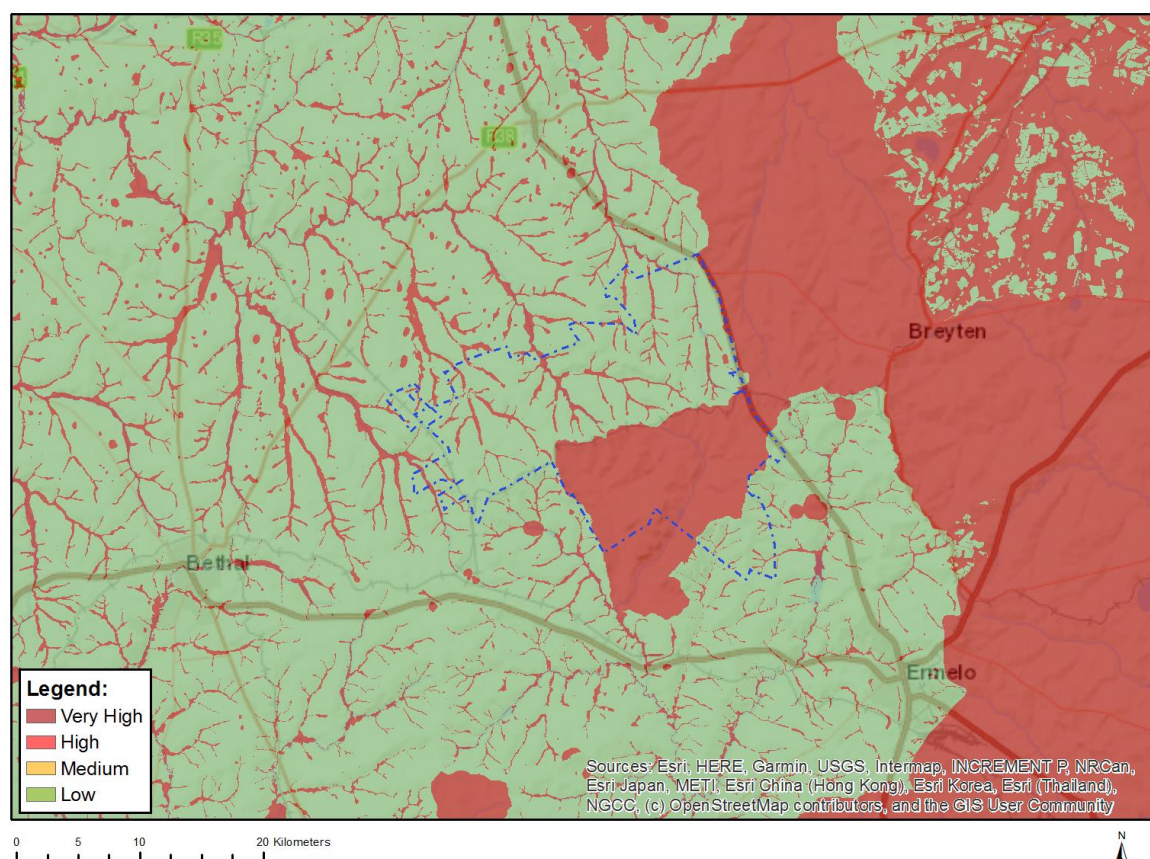 R35
R38
Breyten
Bethal
Ermelo
Legend:
Very High
High
Medium
Low
Sources: Esri, HERE, Garmin, USGS, Intermap, INCREMENT P, NRCan,
Esri Japan, METI, Esri China (Hong Kong), Esri Korea, Esri (Thailand),
NGCC, (c) OpenStreetMap contributors, and the GIS User Community
0 5 10 20 Kilometers
N